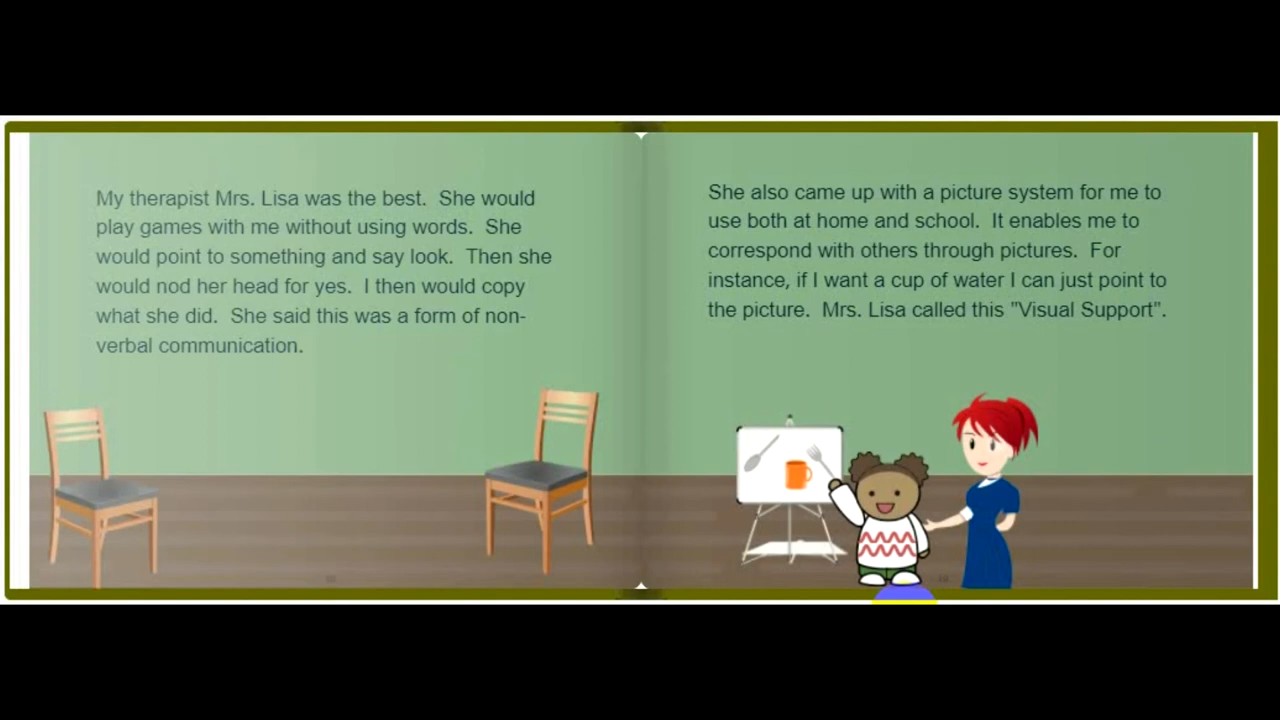 My therapist Mrs. Lisa was the best.  She would
play games with me without using words.  She
would point to something and say look.  Then she
would nod her head for yes.  I then would copy
what she did.  She said this was a form of non-
verbal communication.
She also came up with a picture system for me to
use both at home and school.  It enables me to
correspond with others through pictures.  For
instance, if I want a cup of water I can just point to
the picture.  Mrs. Lisa called this "Visual Support".